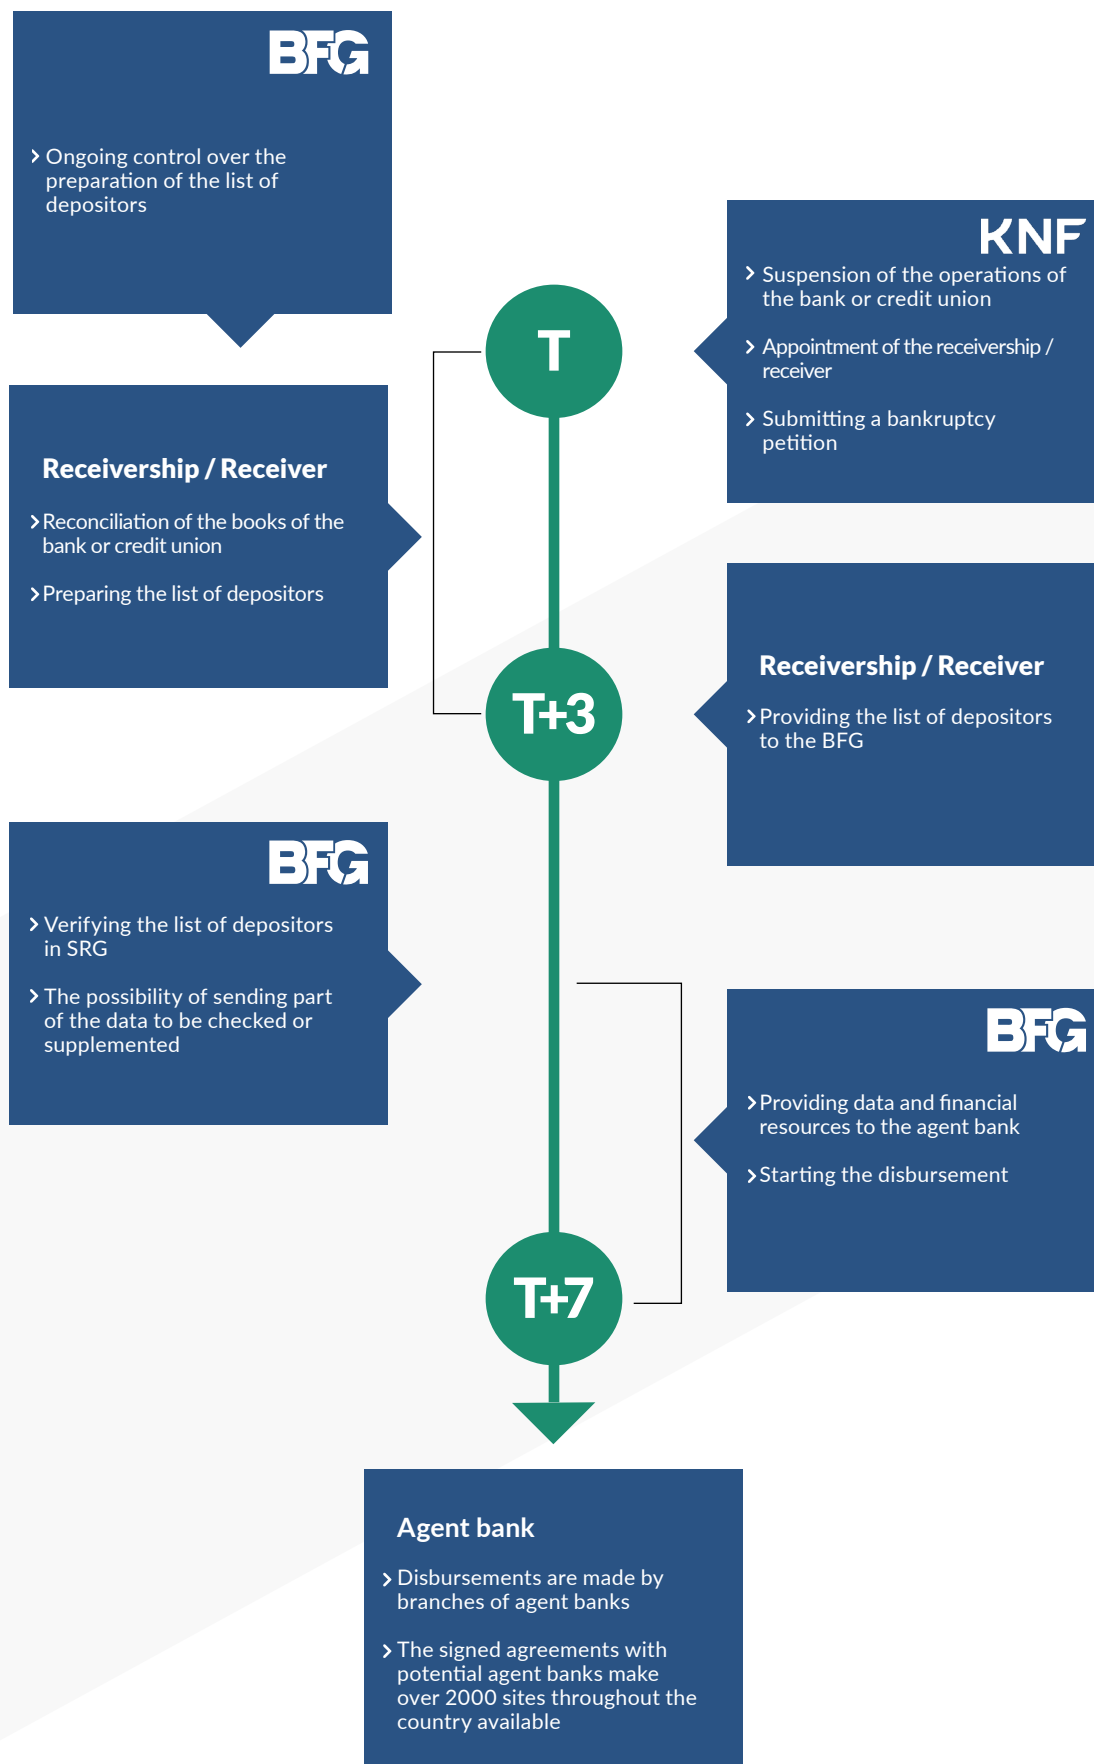 BFG
Ongoing control over the
preparation of the list of
depositors
KNF
Suspension of the operations of
the bank or credit union
Appointment of the receivership /
receiver
Submitting a bankruptcy
petition
T
Receivership / Receiver
Reconciliation of the books of the
bank or credit union
Preparing the list of depositors
T+3
Receivership / Receiver
Providing the list of depositors
to the BFG
BFG
Verifying the list of depositors
in SRG
The possibility of sending part
of the data to be checked or
supplemented
BFG
Providing data and financial
resources to the agent bank
Starting the disbursement
T+7
Agent bank
Disbursements are made by
branches of agent banks
The signed agreements with
potential agent banks make
over 2000 sites throughout the
country available